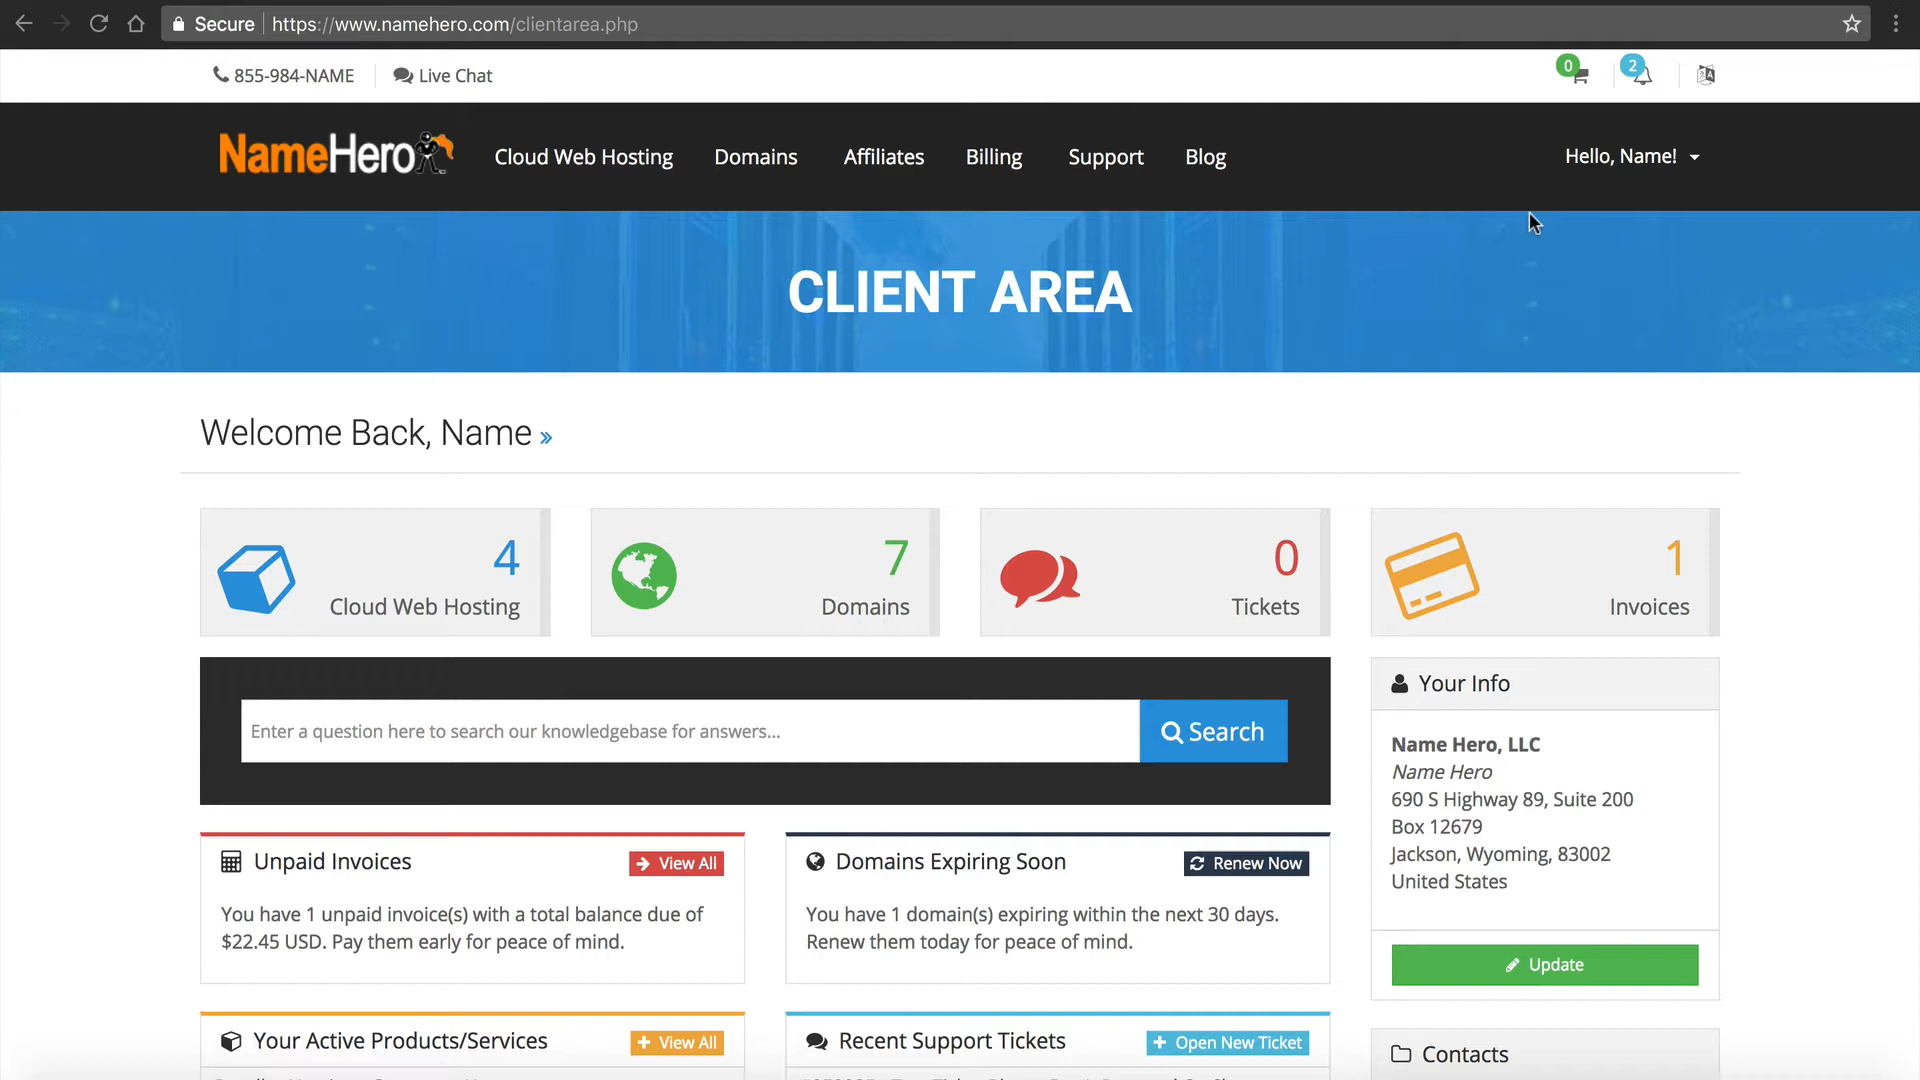 Secure https://www.namehero.com/clientarea.php
855-984-NAME
Live Chat
0
2
NameHero
Cloud Web Hosting
Domains
Affiliates
Billing
Support
Blog
Hello, Name!
CLIENT AREA
Welcome Back, Name »
4
Cloud Web Hosting
7
Domains
0
Tickets
1
Invoices
Enter a question here to search our knowledgebase for answers...
Search
Your Info
Name Hero, LLC
Name Hero
690 S Highway 89, Suite 200
Box 12679
Jackson, Wyoming, 83002
United States
Update
Unpaid Invoices
View All
You have 1 unpaid invoice(s) with a total balance due of
$22.45 USD. Pay them early for peace of mind.
Domains Expiring Soon
Renew Now
You have 1 domain(s) expiring within the next 30 days.
Renew them today for peace of mind.
Your Active Products/Services
+ View All
Recent Support Tickets
+ Open New Ticket
Contacts